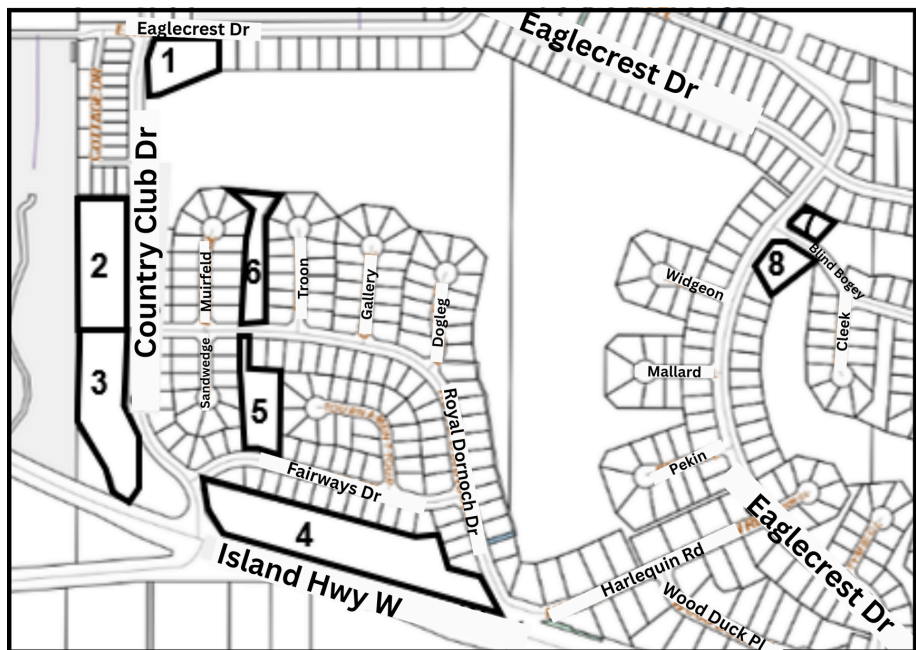 Eaglecrest Dr
Eaglecrest Dr
1
COTTAGE DR
Country Club Dr
2
6
Muirfeld
Troon
Gallery
Dogleg
Widgeon
8
Blind Bogey
Cleek
Mallard
3
Sandwedge
5
Royal Dornoch Dr
Fairways Dr
Pekin
4
Island Hwy W
Harlequin Rd
Eaglecrest Dr
Wood Duck Pl